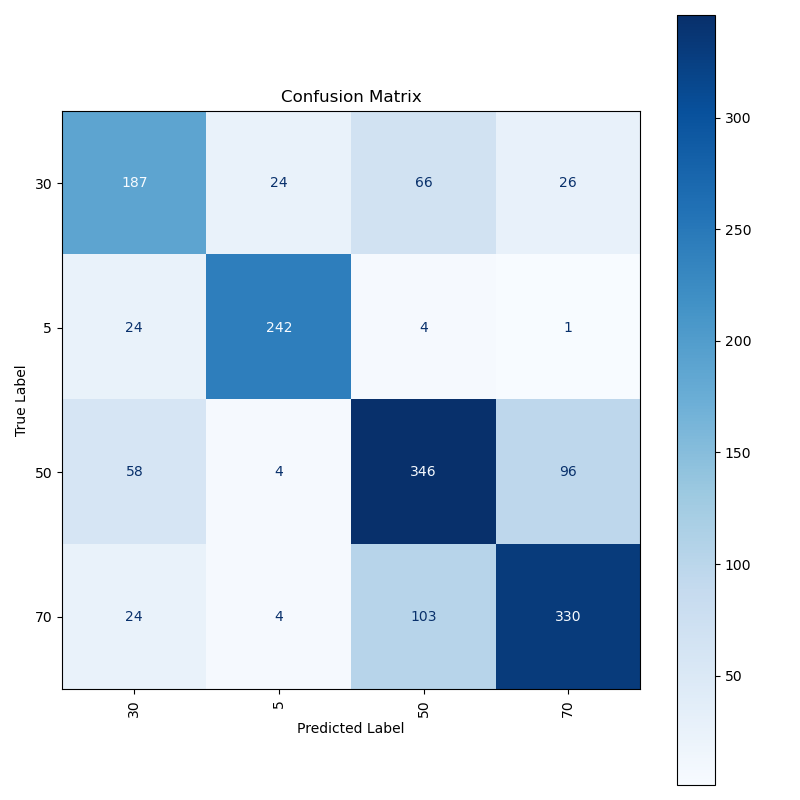 Confusion Matrix
30 187 24 66 26
5 24 242 4 1
50 58 4 346 96
70 24 4 103 330
30 5 50 70
Predicted Label
True Label
300
250
200
150
100
50